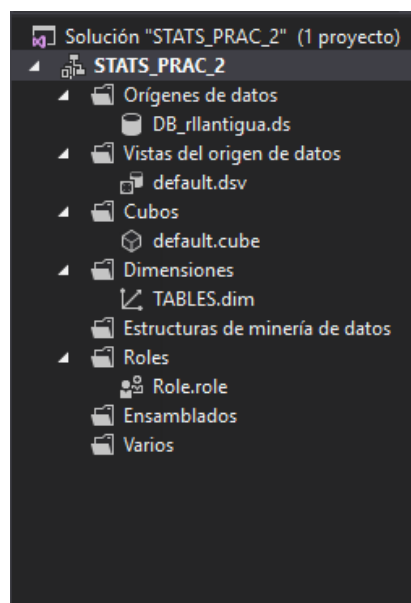 Solución "STATS_PRAC_2" (1 proyecto)
STATS_PRAC_2
Orígenes de datos
DB_rllantigua.ds
Vistas del origen de datos
default.dsv
Cubos
default.cube
Dimensiones
TABLES.dim
Estructuras de minería de datos
Roles
Role.role
Ensamblados
Varios